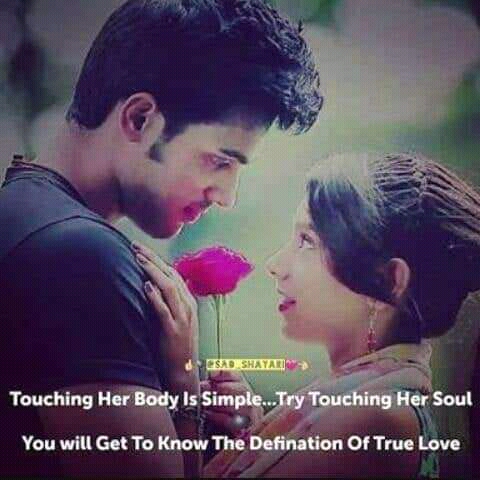 @SAD_SHAYARI
Touching Her Body Is Simple...Try Touching Her Soul
You will Get To Know The Defination Of True Love